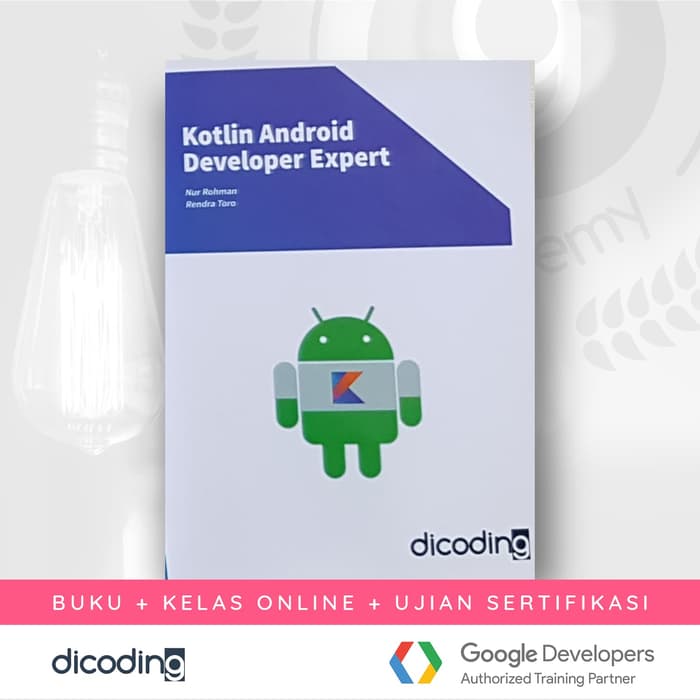 Kotlin Android
Developer Expert
Nur Rohman
Rendra Toro
emy
dicoding
BUKU + KELAS ONLINE + UJIAN SERTIFIKASI
dicoding
Google Developers
Authorized Training Partner